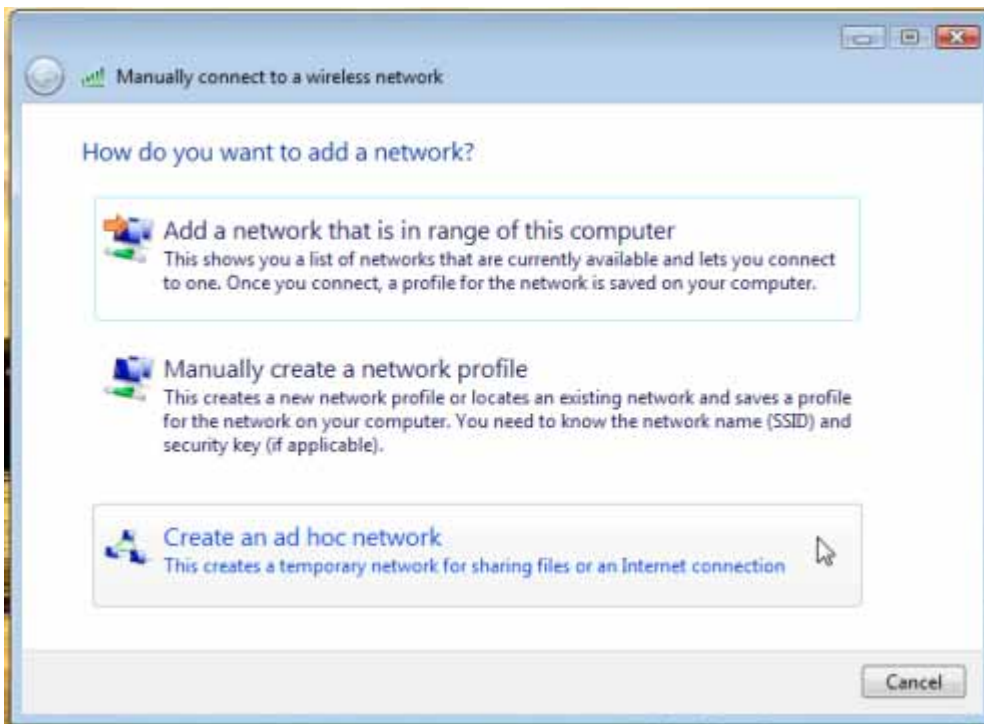 Manually connect to a wireless network
How do you want to add a network?
Add a network that is in range of this computer
This shows you a list of networks that are currently available and lets you connect
to one. Once you connect, a profile for the network is saved on your computer.
Manually create a network profile
This creates a new network profile or locates an existing network and saves a profile
for the network on your computer. You need to know the network name (SSID) and
security key (if applicable).
Create an ad hoc network
This creates a temporary network for sharing files or an Internet connection
Cancel